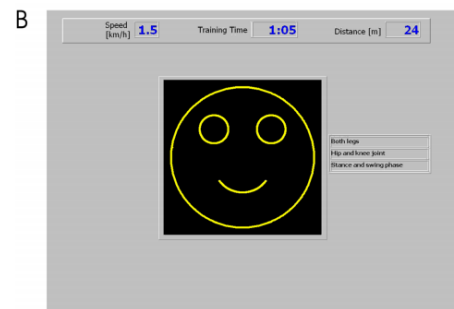 B
Speed [km/h] 1.5 Training Time 1:05 Distance [m] 24
Both legs
Hip and knee joint
Stance and swing phase